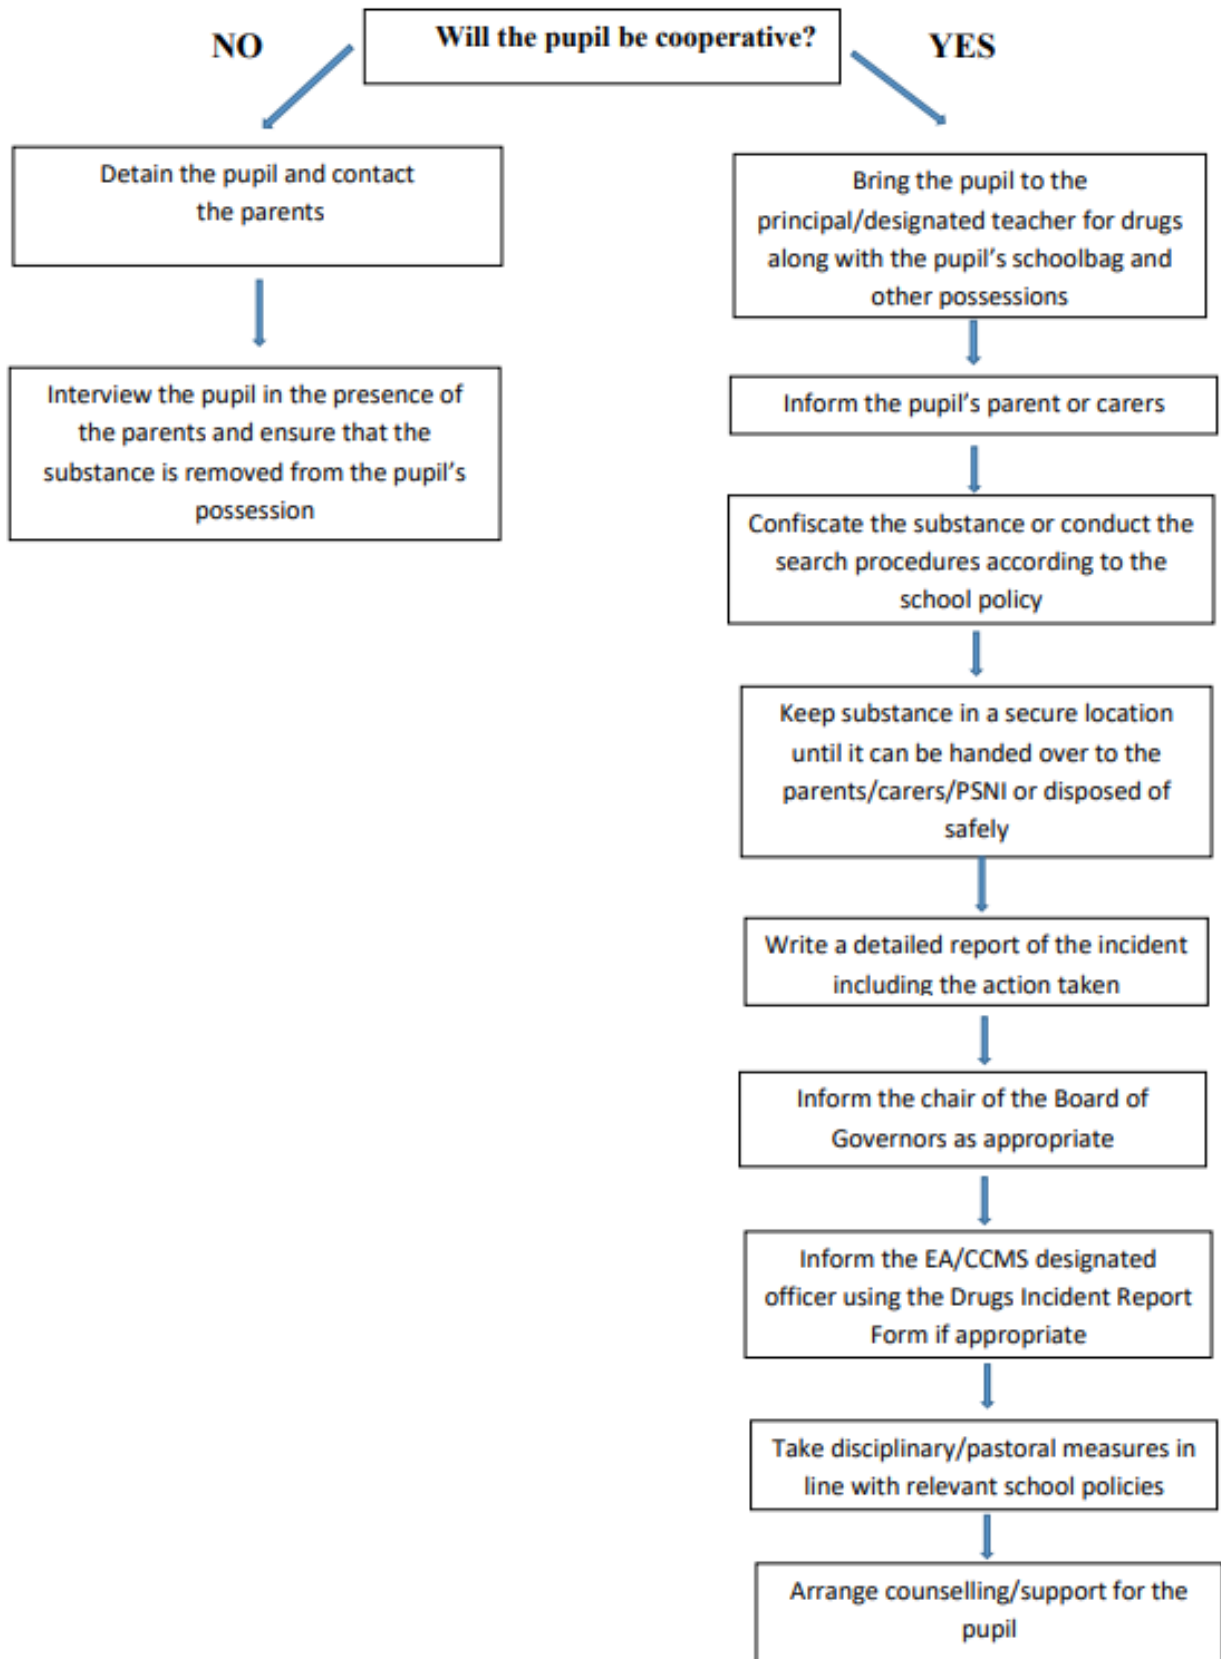 Will the pupil be cooperative?
NO
YES
Detain the pupil and contact
the parents
Interview the pupil in the presence of
the parents and ensure that the
substance is removed from the pupil’s
possession
Bring the pupil to the
principal/designated teacher for drugs
along with the pupil’s schoolbag and
other possessions
Inform the pupil’s parent or carers
Confiscate the substance or conduct the
search procedures according to the
school policy
Keep substance in a secure location
until it can be handed over to the
parents/carers/PSNI or disposed of
safely
Write a detailed report of the incident
including the action taken
Inform the chair of the Board of
Governors as appropriate
Inform the EA/CCMS designated
officer using the Drugs Incident Report
Form if appropriate
Take disciplinary/pastoral measures in
line with relevant school policies
Arrange counselling/support for the
pupil